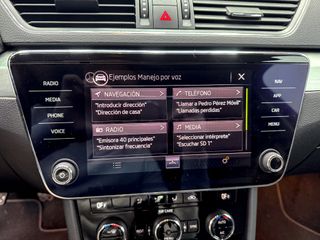 Ejemplos Manejo por voz
RADIO
MEDIA
PHONE
VOICE
NAVEGACIÓN
"Introducir dirección"
"Dirección de casa"
TELÉFONO
"Llamar a Pedro Pérez Móvil"
"Llamadas perdidas"
RADIO
"Emisora 40 principales"
"Sintonizar frecuencia"
MEDIA
"Seleccionar intérprete"
"Escuchar SD 1"
NAV
APP
CAR
MENU